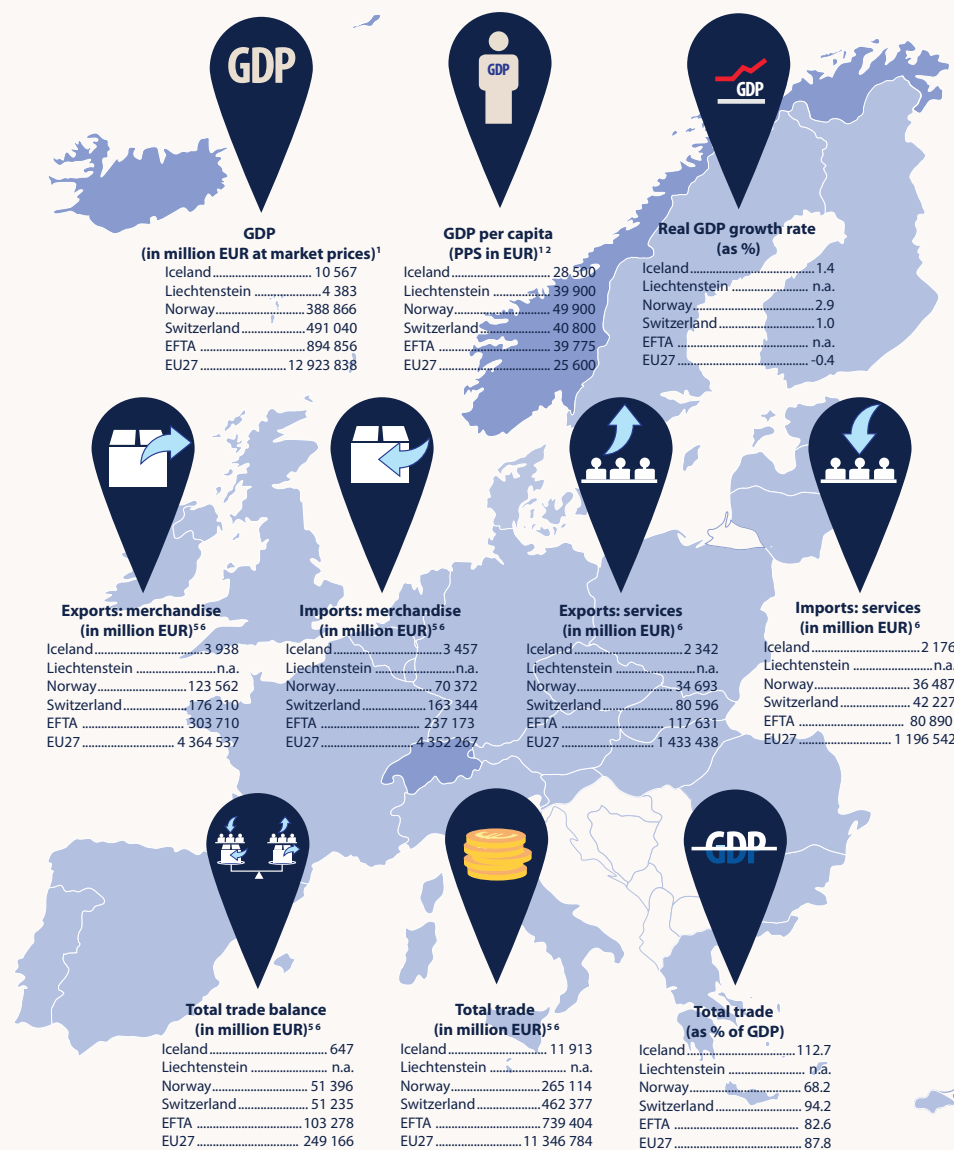 GDP
GDP
GDP
GDP
(in million EUR at market prices)¹
Iceland 10 567
Liechtenstein 4 383
Norway 388 866
Switzerland 491 040
EFTA 894 856
EU27 12 923 838
GDP per capita
(PPS in EUR)¹ ²
Iceland 28 500
Liechtenstein 39 900
Norway 49 900
Switzerland 40 800
EFTA 39 775
EU27 25 600
Real GDP growth rate
(as %)
Iceland 1.4
Liechtenstein n.a.
Norway 2.9
Switzerland 1.0
EFTA n.a.
EU27 -0.4
Exports: merchandise
(in million EUR)⁵ ⁶
Iceland 3 938
Liechtenstein n.a.
Norway 123 562
Switzerland 176 210
EFTA 303 710
EU27 4 364 537
Imports: merchandise
(in million EUR)⁵ ⁶
Iceland 3 457
Liechtenstein n.a.
Norway 70 372
Switzerland 163 344
EFTA 237 173
EU27 4 352 267
Exports: services
(in million EUR)⁶
Iceland 2 342
Liechtenstein n.a.
Norway 34 693
Switzerland 80 596
EFTA 117 631
EU27 1 433 438
Imports: services
(in million EUR)⁶
Iceland 2 176
Liechtenstein n.a.
Norway 36 487
Switzerland 42 227
EFTA 80 890
EU27 1 196 542
GDP
Total trade balance
(in million EUR)⁵ ⁶
Iceland 647
Liechtenstein n.a.
Norway 51 396
Switzerland 51 235
EFTA 103 278
EU27 249 166
Total trade
(in million EUR)⁵ ⁶
Iceland 11 913
Liechtenstein n.a.
Norway 265 114
Switzerland 462 377
EFTA 739 404
EU27 11 346 784
Total trade
(as % of GDP)
Iceland 112.7
Liechtenstein n.a.
Norway 68.2
Switzerland 94.2
EFTA 82.6
EU27 87.8